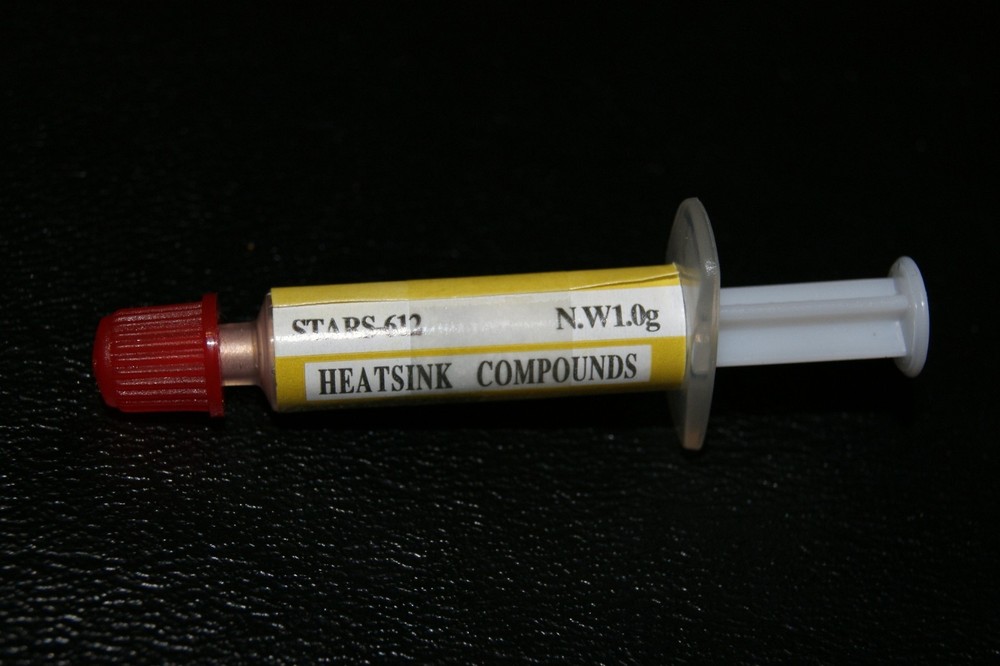 STARS-612 N.W1.0g
HEATSINK COMPOUNDS